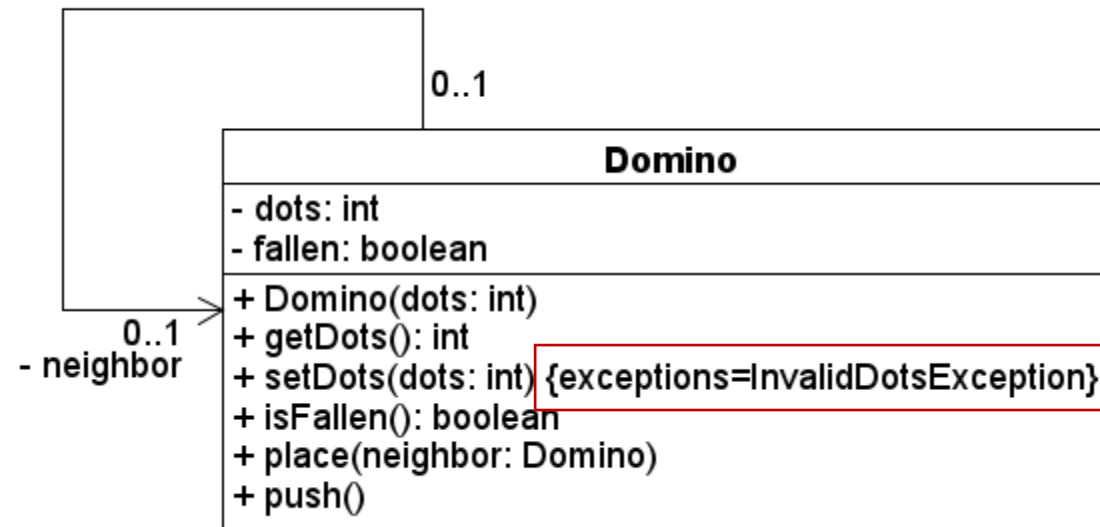 0..1
Domino
- dots: int
- fallen: boolean
+ Domino(dots: int)
0..1
+ getDots(): int
- neighbor
+ setDots(dots: int) {exceptions=InvalidDotsException}
+ isFallen(): boolean
+ place(neighbor: Domino)
+ push()